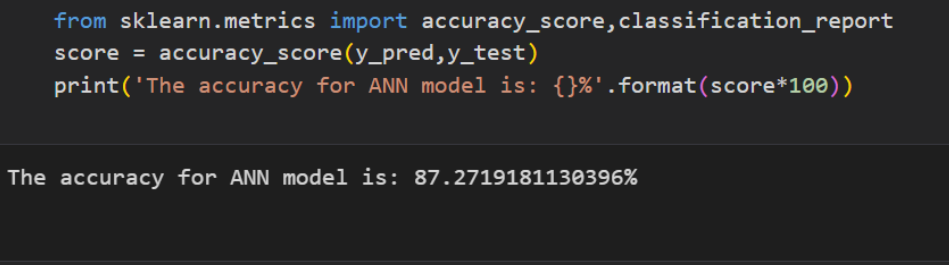 from sklearn.metrics import accuracy_score,classification_report
score = accuracy_score(y_pred,y_test)
print('The accuracy for ANN model is: {}%'.format(score*100))
The accuracy for ANN model is: 87.2719181130396%